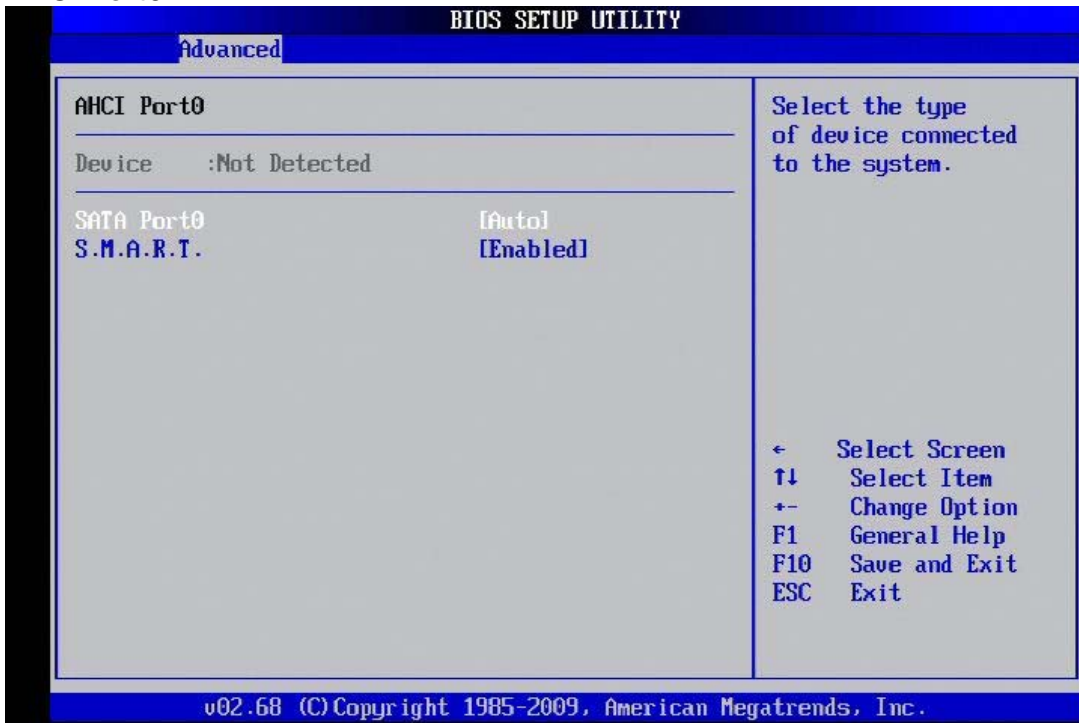 BIOS SETUP UTILITY
Advanced
AHCI Port0
Device :Not Detected
SATA Port0 [Auto]
S.M.A.R.T. [Enabled]
Select the type
of device connected
to the system.
← Select Screen
↑↓ Select Item
+- Change Option
F1 General Help
F10 Save and Exit
ESC Exit
v02.68 (C)Copyright 1985-2009, American Megatrends, Inc.